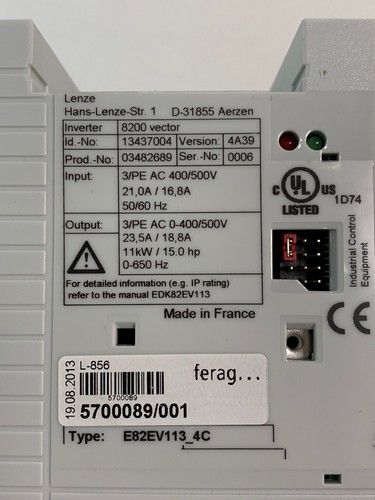 Lenze
Hans-Lenze-Str. 1 D-31855 Aerzen
Inverter 8200 vector
Id.-No: 13437004 Version: 4A39
Prod.-No: 03482689 Ser.-No: 0006
Input: 3/PE AC 400/500V
21,0A / 16,8A
50/60 Hz
Output: 3/PE AC 0-400/500V
23,5A / 18,8A
11kW / 15.0 hp
0-650 Hz
For detailed information (e.g. IP rating)
refer to the manual EDK82EV113
Made in France
C UL US
LISTED
1D74
Industrial Control
Equipment
CE
19.08.2013
L-856
5700089
ferag...
5700089/001
Type: E82EV113_4C